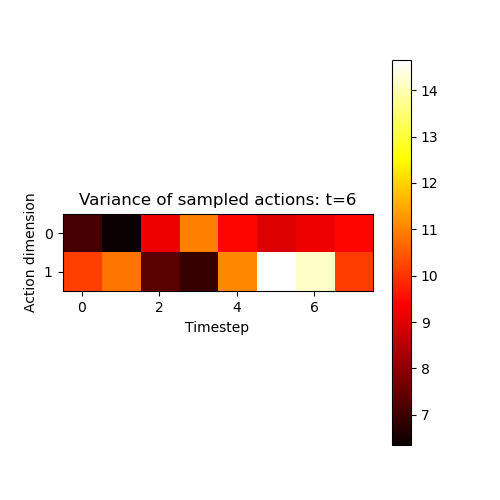 Variance of sampled actions: t=6
Action dimension
0
1
0 2 4 6
Timestep
14
13
12
11
10
9
8
7